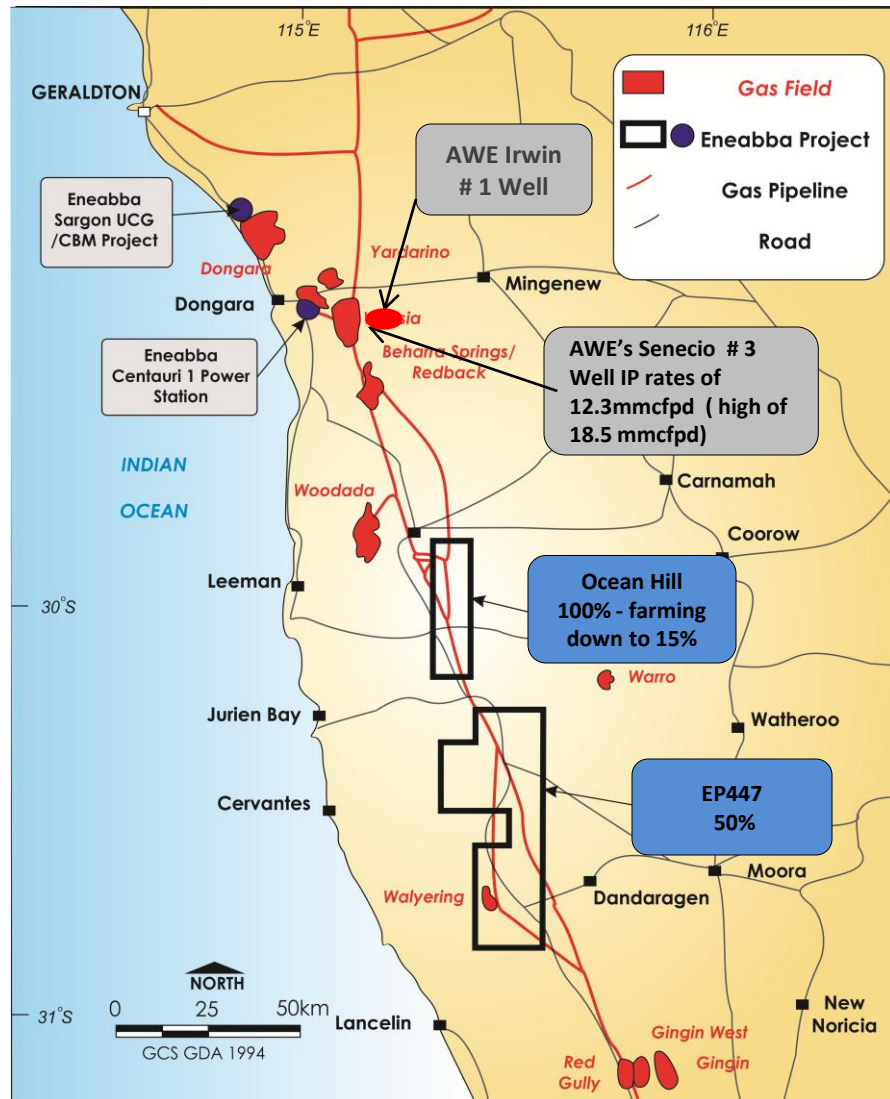 115°E
116°E
GERALDTON
Gas Field
Eneabba Project
Gas Pipeline
Road
AWE Irwin
# 1 Well
Eneabba
Sargon UCG
/CBM Project
Yardarino
Dongara
Mingenew
Dongara
Beharra Springs/
Redback
Eneabba
Centauri 1 Power
Station
AWE's Senecio # 3
Well IP rates of
12.3mmcfpd ( high of
18.5 mmcfpd)
INDIAN
OCEAN
Woodada
Carnamah
Coorow
Leeman
30°S
Ocean Hill
100% - farming
down to 15%
Warro
Jurien Bay
Watheroo
Cervantes
EP447
50%
Moora
Dandaragen
Walyering
NORTH
0 25 50km
GCS GDA 1994
31°S
Lancelin
New
Noricia
Gingin West
Red
Gully
Gingin